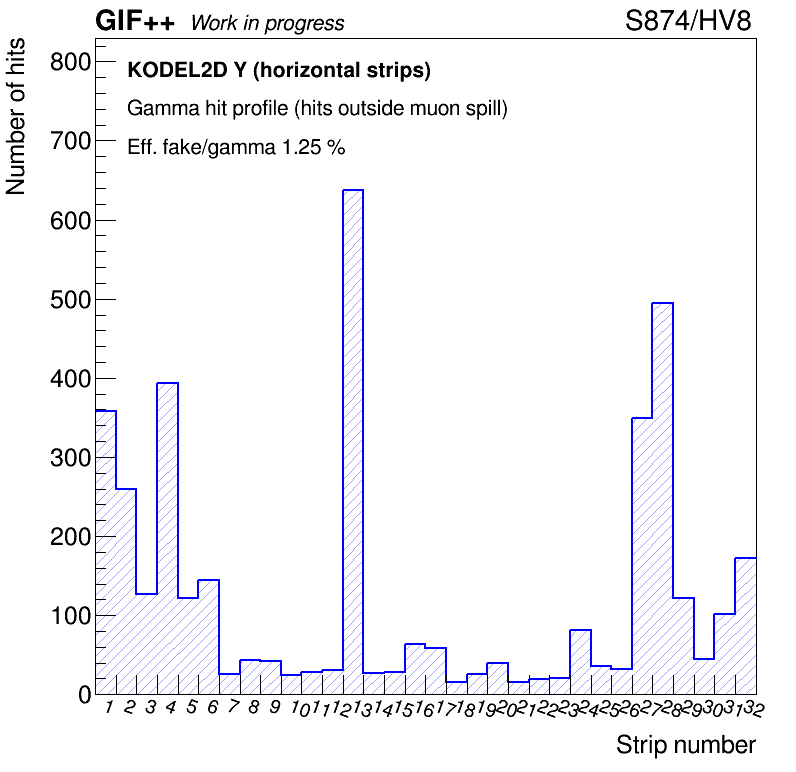 GIF++ Work in progress S874/HV8
Number of hits
KODEL2D Y (horizontal strips)
Gamma hit profile (hits outside muon spill)
Eff. fake/gamma 1.25 %
800
700
600
500
400
300
200
100
0
1 2 3 4 5 6 7 8 9 10 11 12 13 14 15 16 17 18 19 20 21 22 23 24 25 26 27 28 29 30 31 32
Strip number